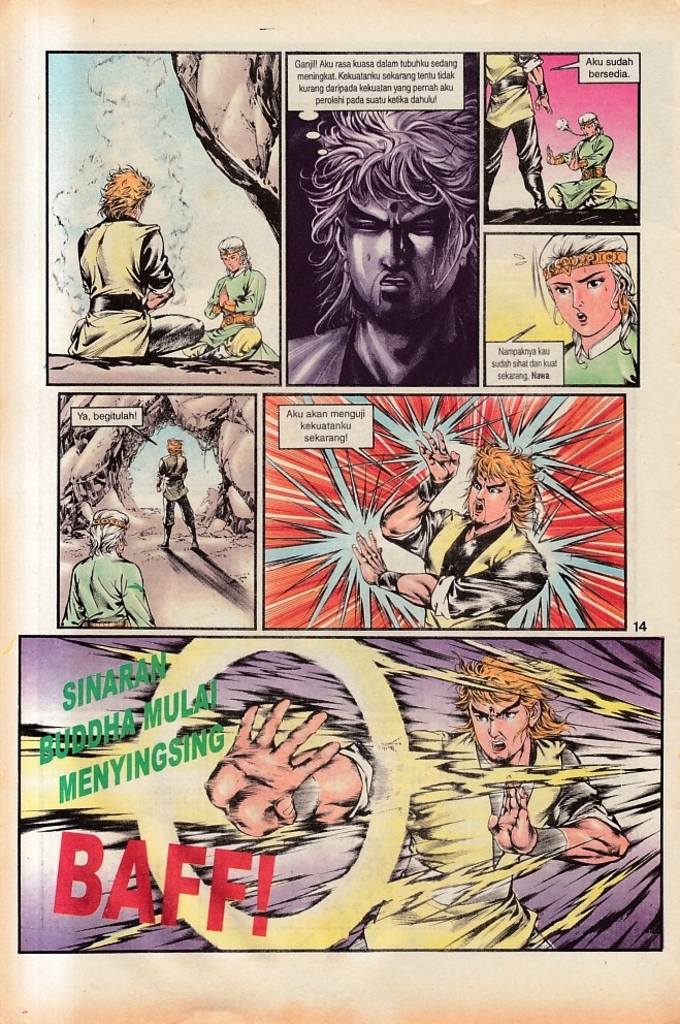 Ganjil! Aku rasa kuasa dalam tubuhku sedang
meningkat. Kekuatanku sekarang tentu tidak
kurang daripada kekuatan yang pernah aku
perolehi pada suatu ketika dahulu!
Aku sudah
bersedia.
Nampaknya kau
sudah sihat dan kuat
sekarang, Nawa.
Ya, begitulah!
Aku akan menguji
kekuatanku
sekarang!
14
SINARAN
BUDDHA MULAI
MENYINGSING
BAFF!